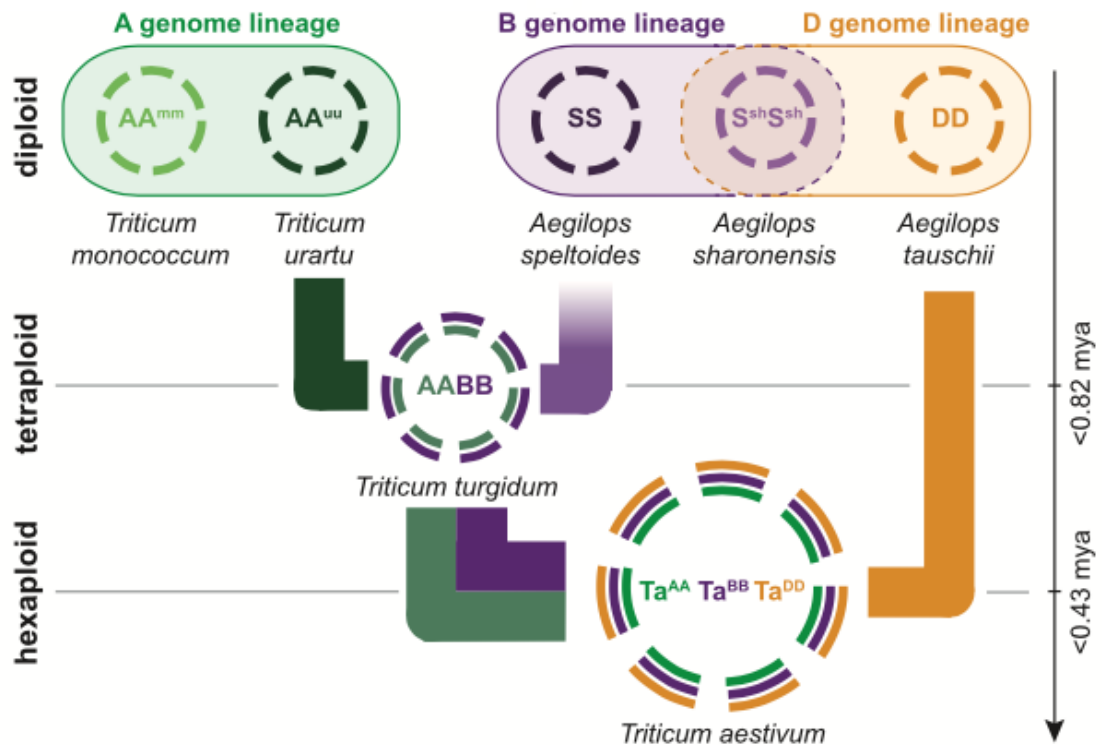 A genome lineage
B genome lineage
D genome lineage
diploid
AAᵐᵐ
AAᵘᵘ
SS
SˢʰSˢʰ
DD
Triticum
monococcum
Triticum
urartu
Aegilops
speltoides
Aegilops
sharonensis
Aegilops
tauschii
tetraploid
AABB
<0.82 mya
Triticum turgidum
hexaploid
Taᴬᴬ Taᴮᴮ Taᴰᴰ
<0.43 mya
Triticum aestivum